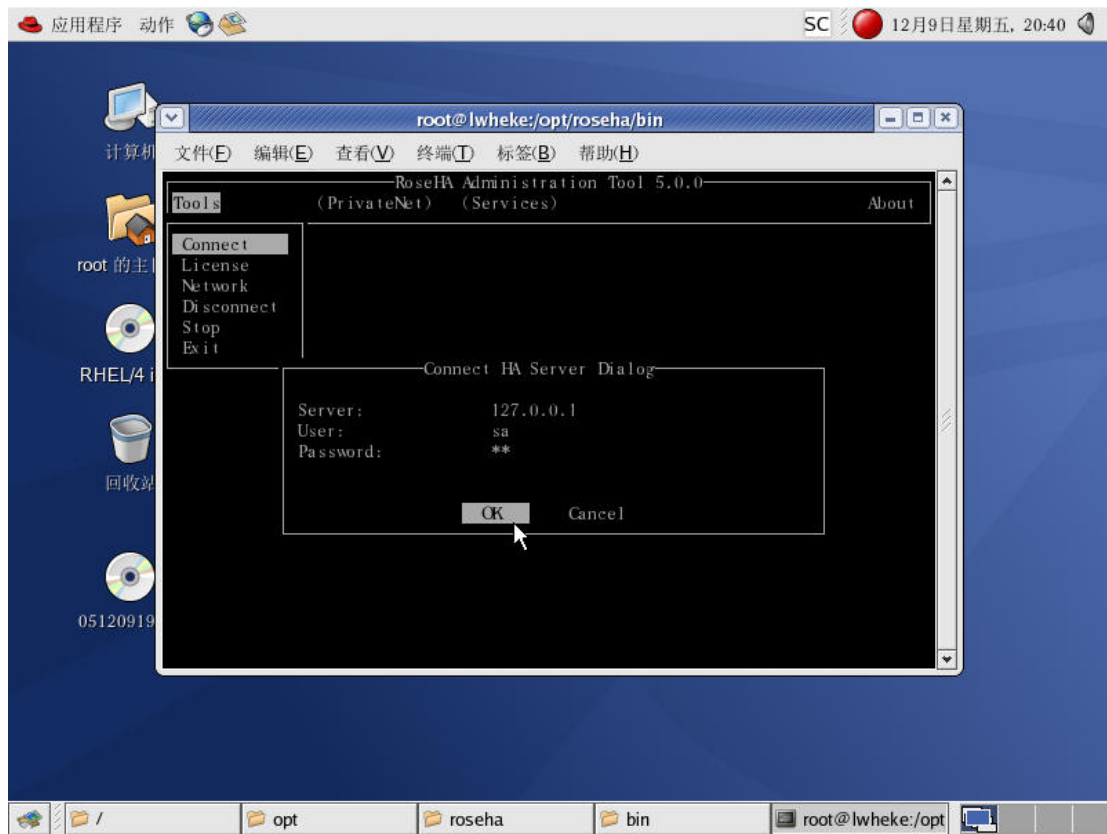 应用程序 动作 SC 12月9日星期五, 20:40
计算机
root@lwheke:/opt/roseha/bin
文件(F) 编辑(E) 查看(V) 终端(T) 标签(B) 帮助(H)
RoseHA Administration Tool 5.0.0
Tools (PrivateNet) (Services) About
Connect
License
Network
Disconnect
Stop
Exit
root 的主
RHEL/4 i
回收站
05120919
Connect HA Server Dialog
Server: 127.0.0.1
User: sa
Password: **
OK Cancel
/ opt roseha bin root@lwheke:/opt